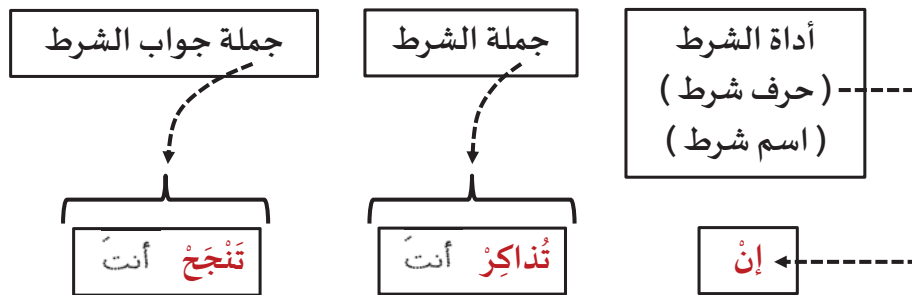 أداة الشرط
( حرف شرط )
( اسم شرط )
جملة الشرط
جملة جواب الشرط
إنْ
تُذاكِرْ أنتَ
تَنْجَحْ أنتَ